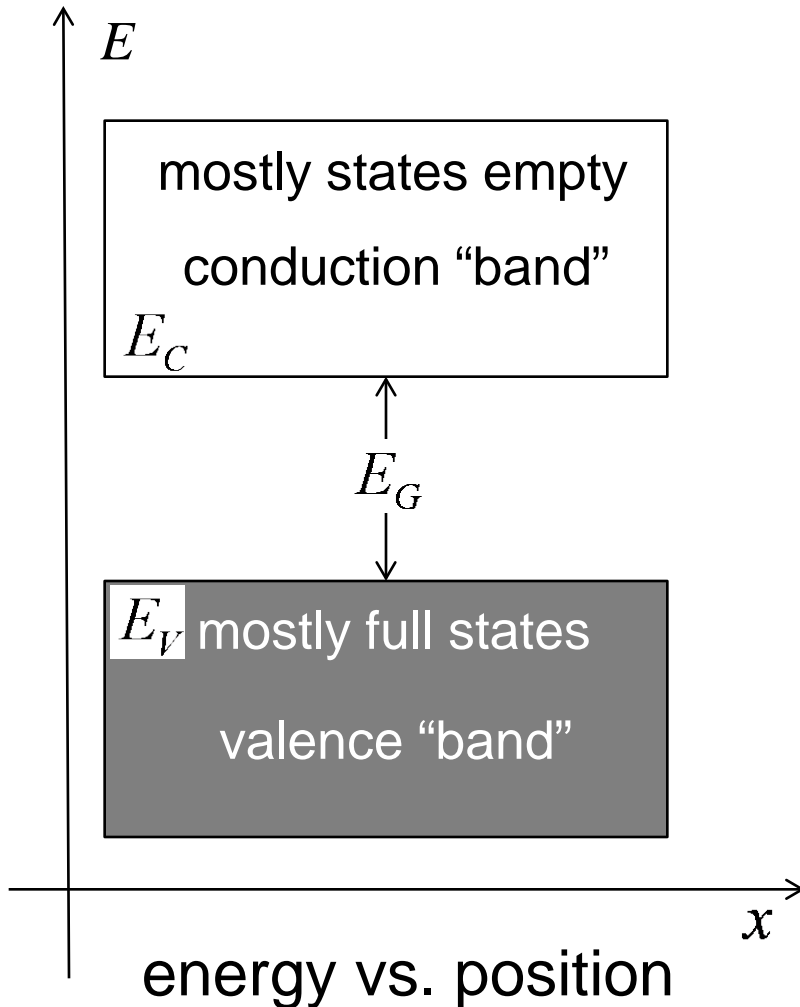 E
mostly states empty
conduction “band”
E_C
E_G
E_V mostly full states
valence “band”
x
energy vs. position